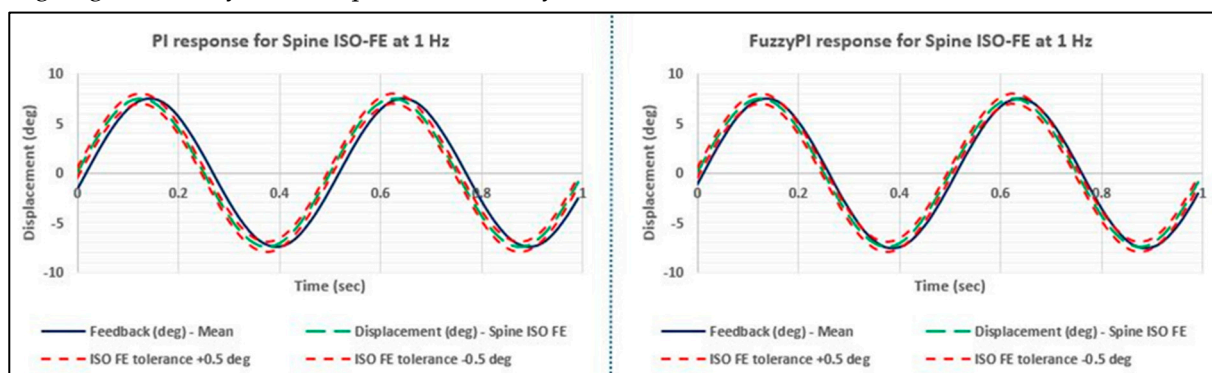 PI response for Spine ISO-FE at 1 Hz
10
5
0
-5
-10
0 0.2 0.4 0.6 0.8 1
Displacement (deg)
Time (sec)
Feedback (deg) - Mean Displacement (deg) - Spine ISO FE
ISO FE tolerance +0.5 deg ISO FE tolerance -0.5 deg
FuzzyPI response for Spine ISO-FE at 1 Hz
10
5
0
-5
-10
0 0.2 0.4 0.6 0.8 1
Displacement (deg)
Time (sec)
Feedback (deg) - Mean Displacement (deg) - Spine ISO FE
ISO FE tolerance +0.5 deg ISO FE tolerance -0.5 deg